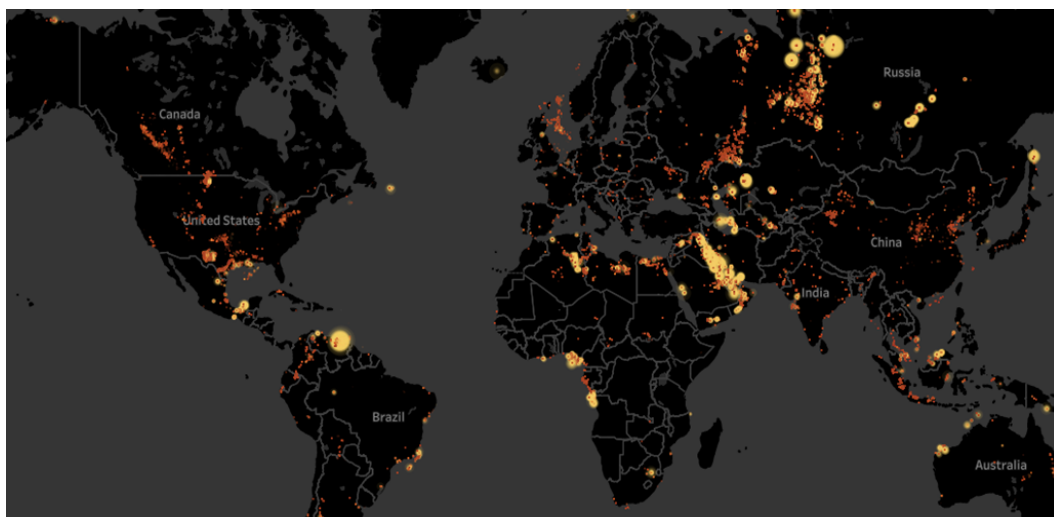 Russia
Canada
United States
China
India
Brazil
Australia